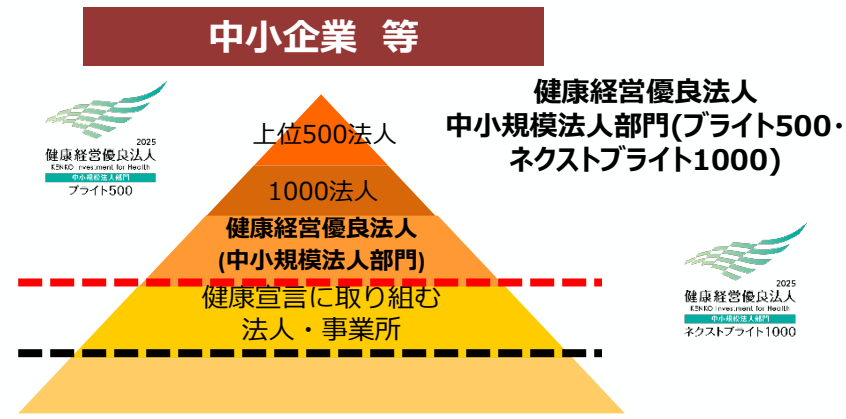 中小企業 等
健康経営優良法人
中小規模法人部門(ブライト500・
ネクストブライト1000)
上位500法人
1000法人
健康経営優良法人
(中小規模法人部門)
健康宣言に取り組む
法人・事業所
2025
健康経営優良法人
KENKO Investment for Health
中小規模法人部門
ブライト500
2025
健康経営優良法人
KENKO Investment for Health
中小規模法人部門
ネクストブライト1000